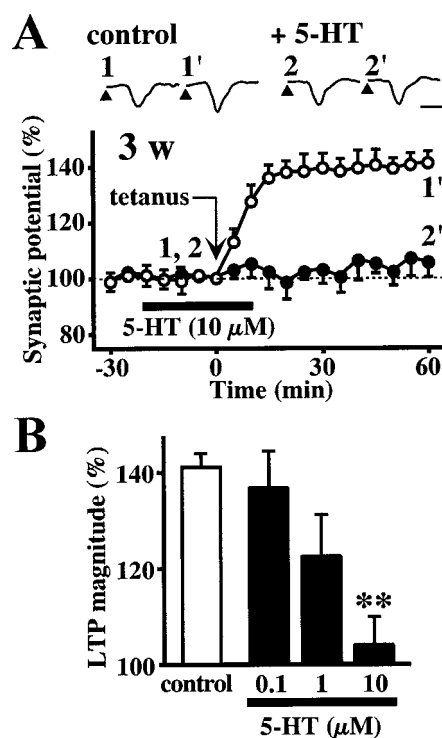 A
control + 5-HT
1 1' 2 2'
Synaptic potential (%)
140
120
100
80
3 w
tetanus
1, 2
1'
2'
5-HT (10 μM)
-30 0 30 60
Time (min)
B
LTP magnitude (%)
140
120
100
**
control 0.1 1 10
5-HT (μM)